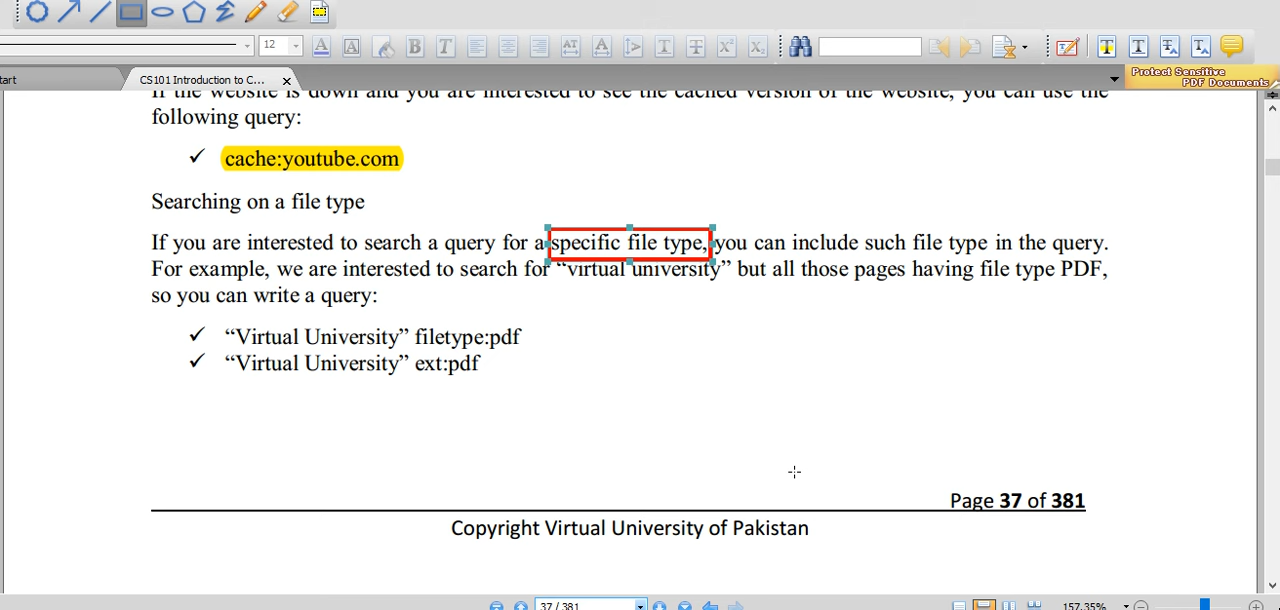 12
B T
T
tart
CS101 Introduction to C...
Protect Sensitive
PDF Documents
If the website is down and you are interested to see the cached version of the website, you can use the
following query:
✓ cache:youtube.com
Searching on a file type
If you are interested to search a query for a specific file type, you can include such file type in the query.
For example, we are interested to search for “virtual university” but all those pages having file type PDF,
so you can write a query:
✓ “Virtual University” filetype:pdf
✓ “Virtual University” ext:pdf
Page 37 of 381
Copyright Virtual University of Pakistan
37 / 381
157.35%